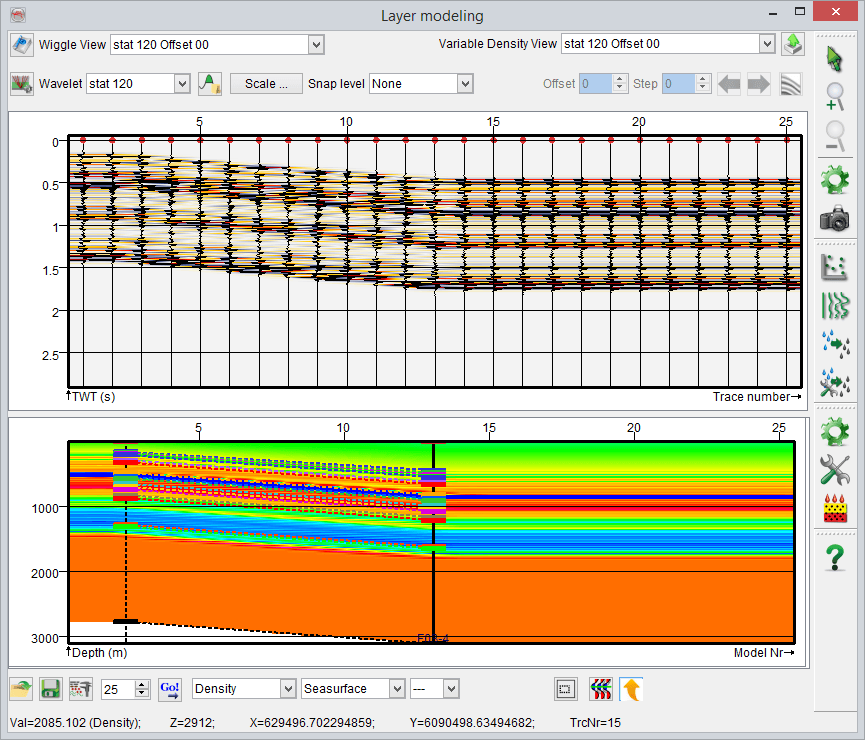 Layer modeling
Wiggle View stat 120 Offset 00 Variable Density View stat 120 Offset 00
Wavelet stat 120 Scale ... Snap level None Offset 0 Step 0
5 10 15 20 25
0
0.5
1
1.5
2
2.5
TWT (s) Trace number
5 10 15 20 25
1000
2000
3000
Depth (m) Model Nr
25 Go! Density Seasurface ---
Val=2085.102 (Density); Z=2912; X=629496.702294859; Y=6090498.63494682; TrcNr=15